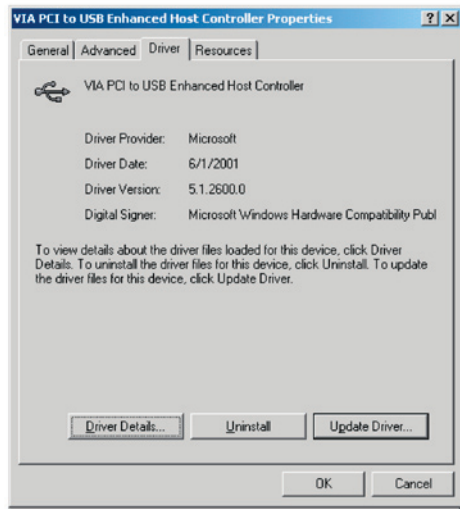 VIA PCI to USB Enhanced Host Controller Properties
General Advanced Driver Resources
VIA PCI to USB Enhanced Host Controller
Driver Provider: Microsoft
Driver Date: 6/1/2001
Driver Version: 5.1.2600.0
Digital Signer: Microsoft Windows Hardware Compatibility Publ
To view details about the driver files loaded for this device, click Driver
Details. To uninstall the driver files for this device, click Uninstall. To update
the driver files for this device, click Update Driver.
Driver Details... Uninstall Update Driver...
OK Cancel